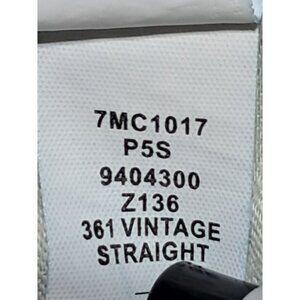 7MC1017
P5S
9404300
Z136
361 VINTAGE
STRAIGHT